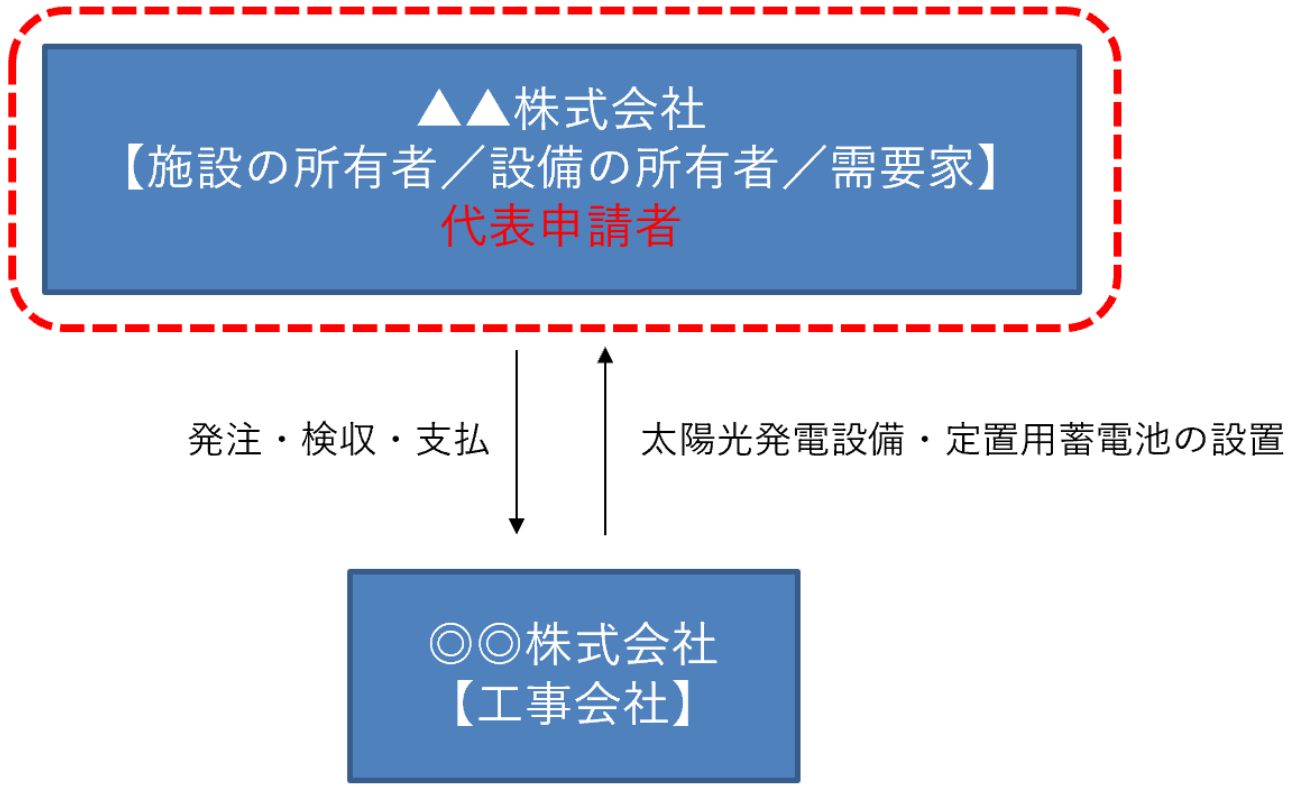 ▲▲株式会社
【施設の所有者／設備の所有者／需要家】
代表申請者
発注・検収・支払
太陽光発電設備・定置用蓄電池の設置
◎◎株式会社
【工事会社】